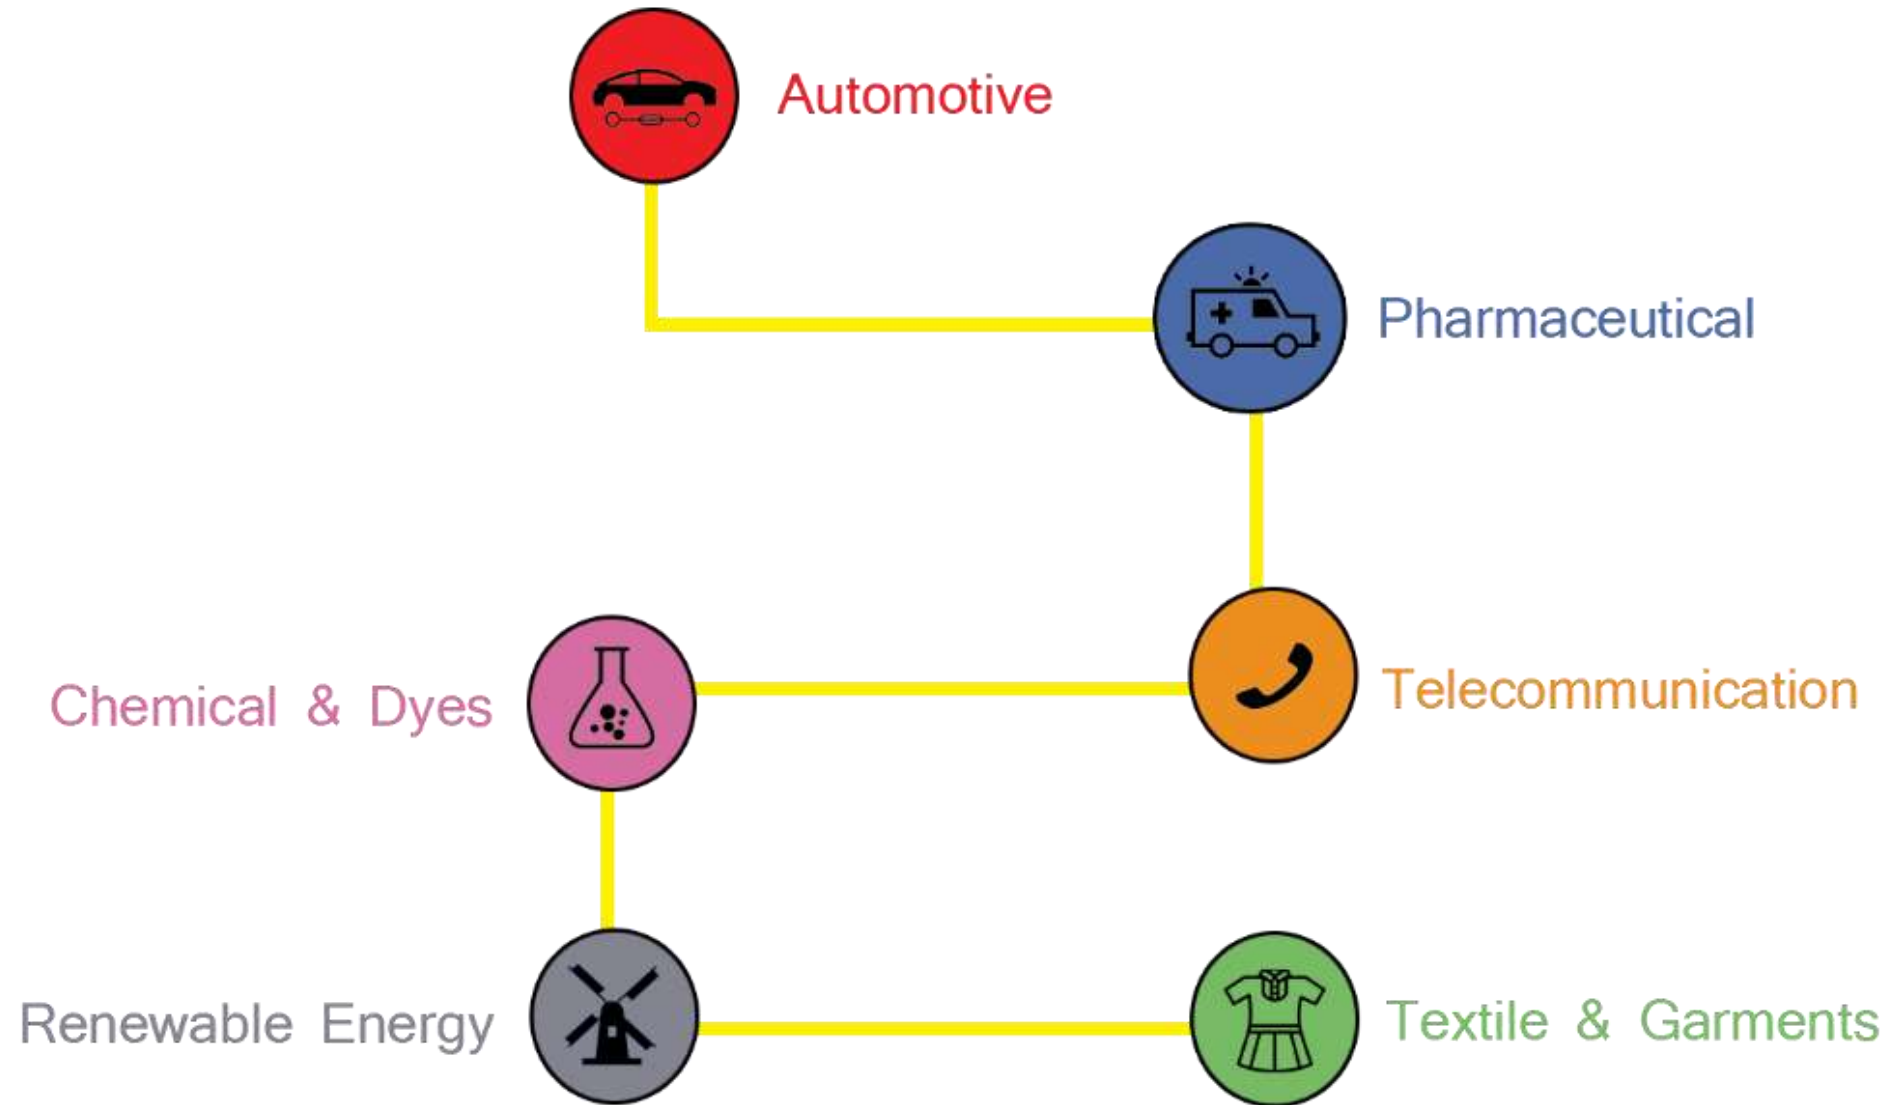 Automotive
Pharmaceutical
Chemical & Dyes
Telecommunication
Renewable Energy
Textile & Garments